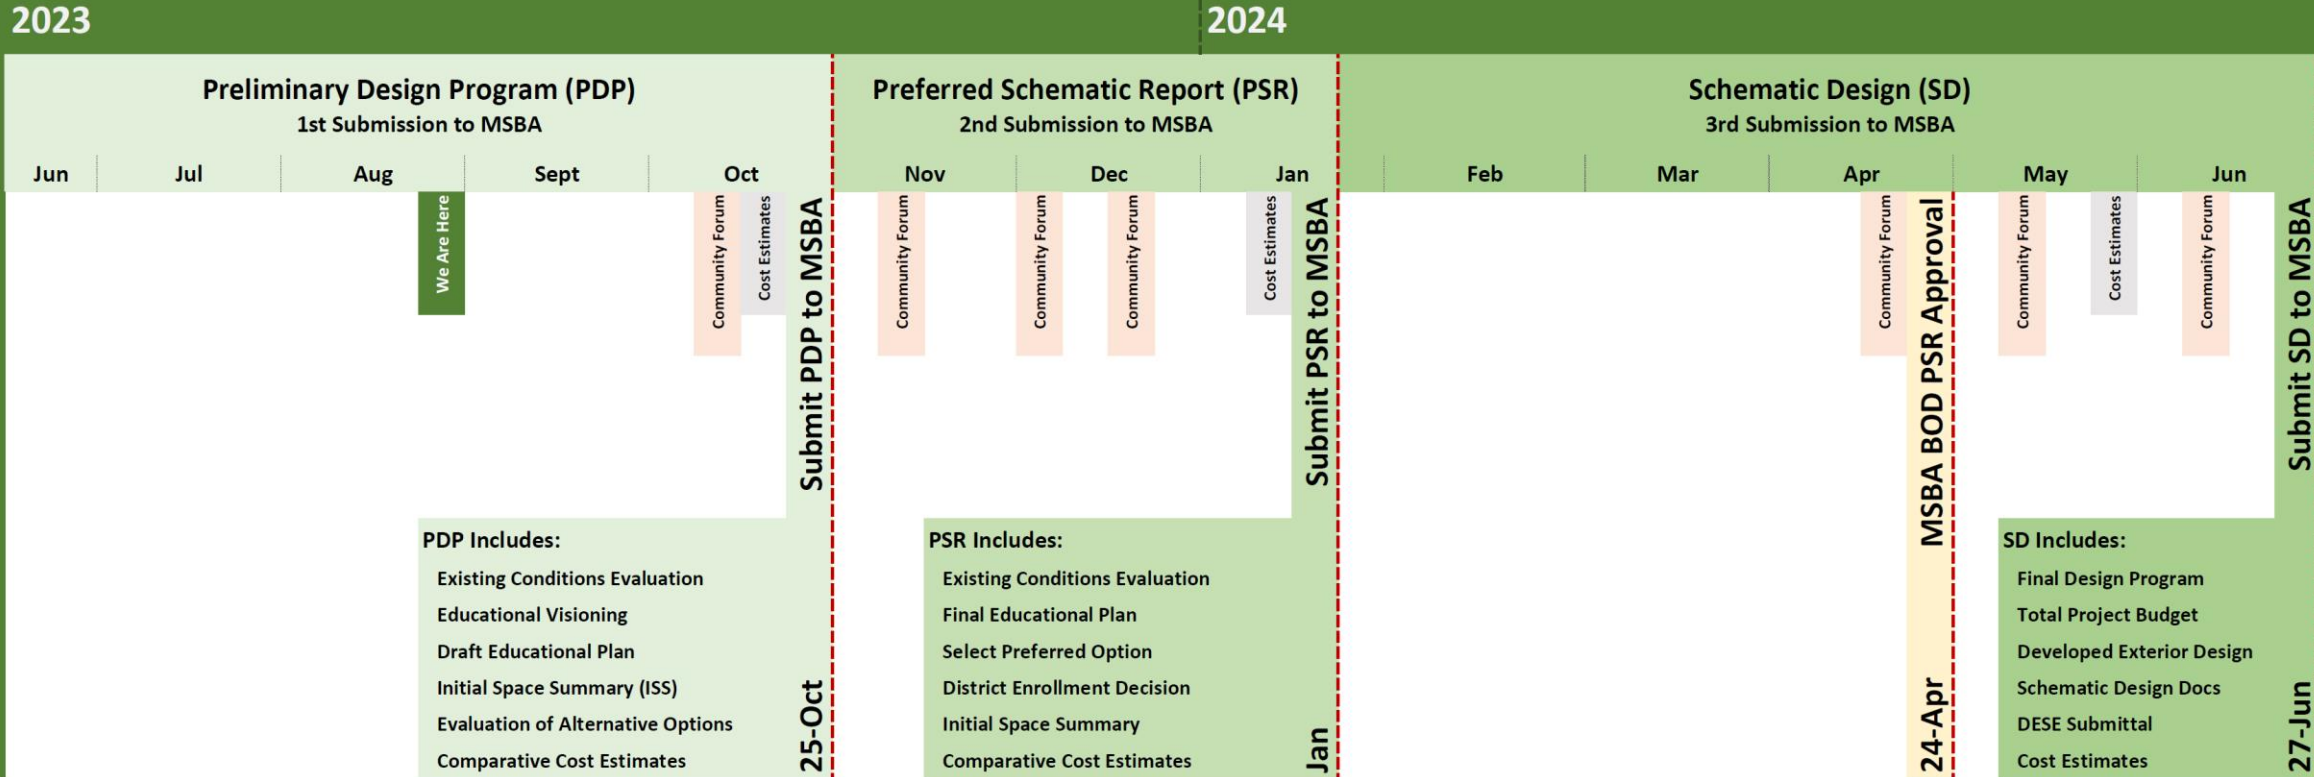 2023
2024
Preliminary Design Program (PDP)
1st Submission to MSBA
Preferred Schematic Report (PSR)
2nd Submission to MSBA
Schematic Design (SD)
3rd Submission to MSBA
Jun
Jul
Aug
Sept
Oct
Nov
Dec
Jan
Feb
Mar
Apr
May
Jun
We Are Here
Community Forum
Cost Estimates
Submit PDP to MSBA
25-Oct
Community Forum
Community Forum
Community Forum
Cost Estimates
Submit PSR to MSBA
Jan
Community Forum
MSBA BOD PSR Approval
24-Apr
Community Forum
Cost Estimates
Community Forum
Submit SD to MSBA
27-Jun
PDP Includes:
Existing Conditions Evaluation
Educational Visioning
Draft Educational Plan
Initial Space Summary (ISS)
Evaluation of Alternative Options
Comparative Cost Estimates
PSR Includes:
Existing Conditions Evaluation
Final Educational Plan
Select Preferred Option
District Enrollment Decision
Initial Space Summary
Comparative Cost Estimates
SD Includes:
Final Design Program
Total Project Budget
Developed Exterior Design
Schematic Design Docs
DESE Submittal
Cost Estimates